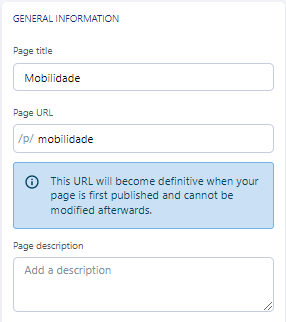 GENERAL INFORMATION
Page title
Mobilidade
Page URL
/p/ mobilidade
This URL will become definitive when your
page is first published and cannot be
modified afterwards.
Page description
Add a description